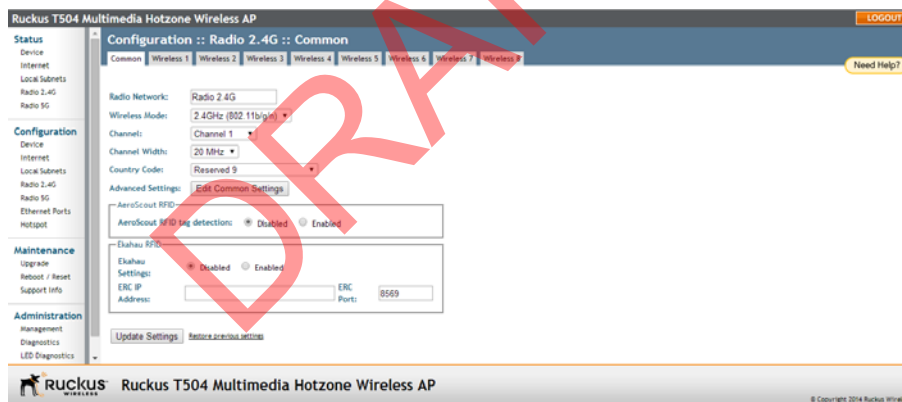 Ruckus T504 Multimedia Hotzone Wireless AP
LOGOUT
Status
Device
Internet
Local Subnets
Radio 2.4G
Radio 5G
Configuration
Device
Internet
Local Subnets
Radio 2.4G
Radio 5G
Ethernet Ports
Hotspot
Maintenance
Upgrade
Reboot / Reset
Support Info
Administration
Management
Diagnostics
LED Diagnostics
Configuration :: Radio 2.4G :: Common
Common Wireless 1 Wireless 2 Wireless 3 Wireless 4 Wireless 5 Wireless 6 Wireless 7 Wireless 8
Need Help?
Radio Network: Radio 2.4G
Wireless Mode: 2.4GHz (802.11b/g/n)
Channel: Channel 1
Channel Width: 20 MHz
Country Code: Reserved 9
Advanced Settings: Edit Common Settings
AeroScout RFID
AeroScout RFID tag detection: Disabled Enabled
Ekahau RFID
Ekahau Settings: Disabled Enabled
ERC IP Address: ERC Port: 8569
Update Settings Restore previous settings
DRAFT
RUCKUS WIRELESS
Ruckus T504 Multimedia Hotzone Wireless AP
© Copyright 2014 Ruckus